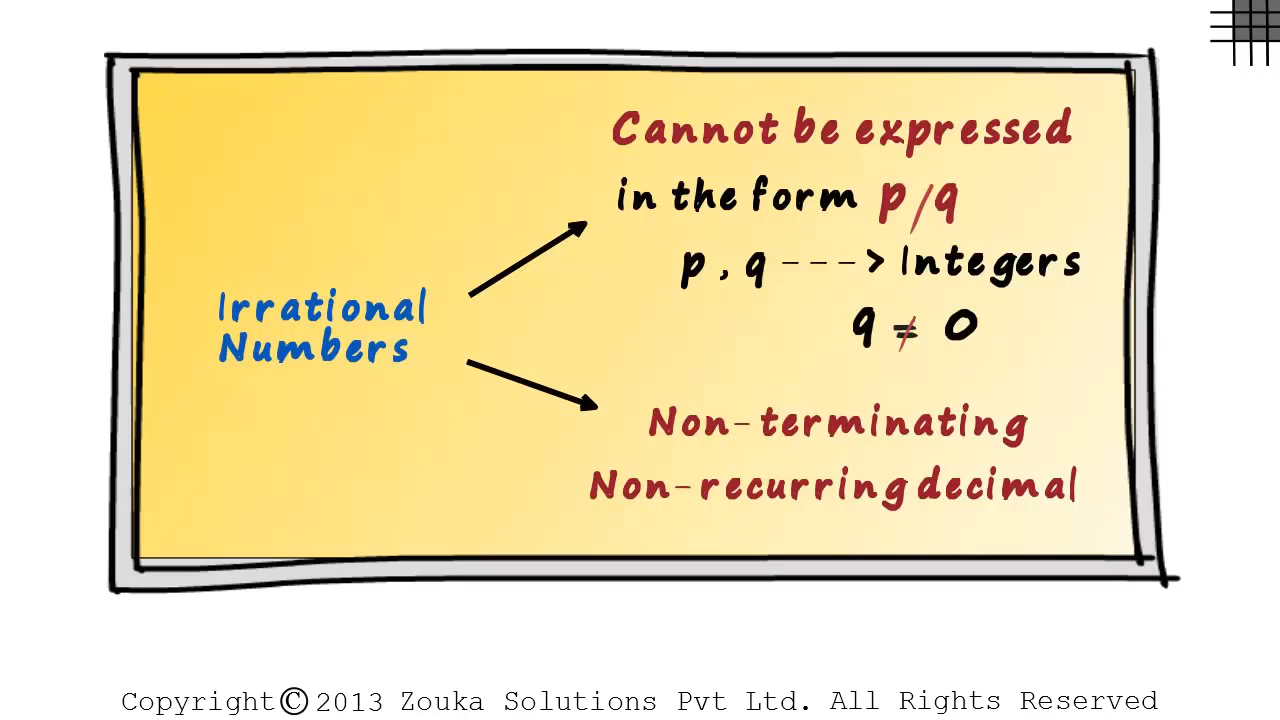 Irrational
Numbers
Cannot be expressed
in the form p/q
p, q ---> Integers
q ≠ 0
Non-terminating
Non-recurring decimal
Copyright © 2013 Zouka Solutions Pvt Ltd. All Rights Reserved